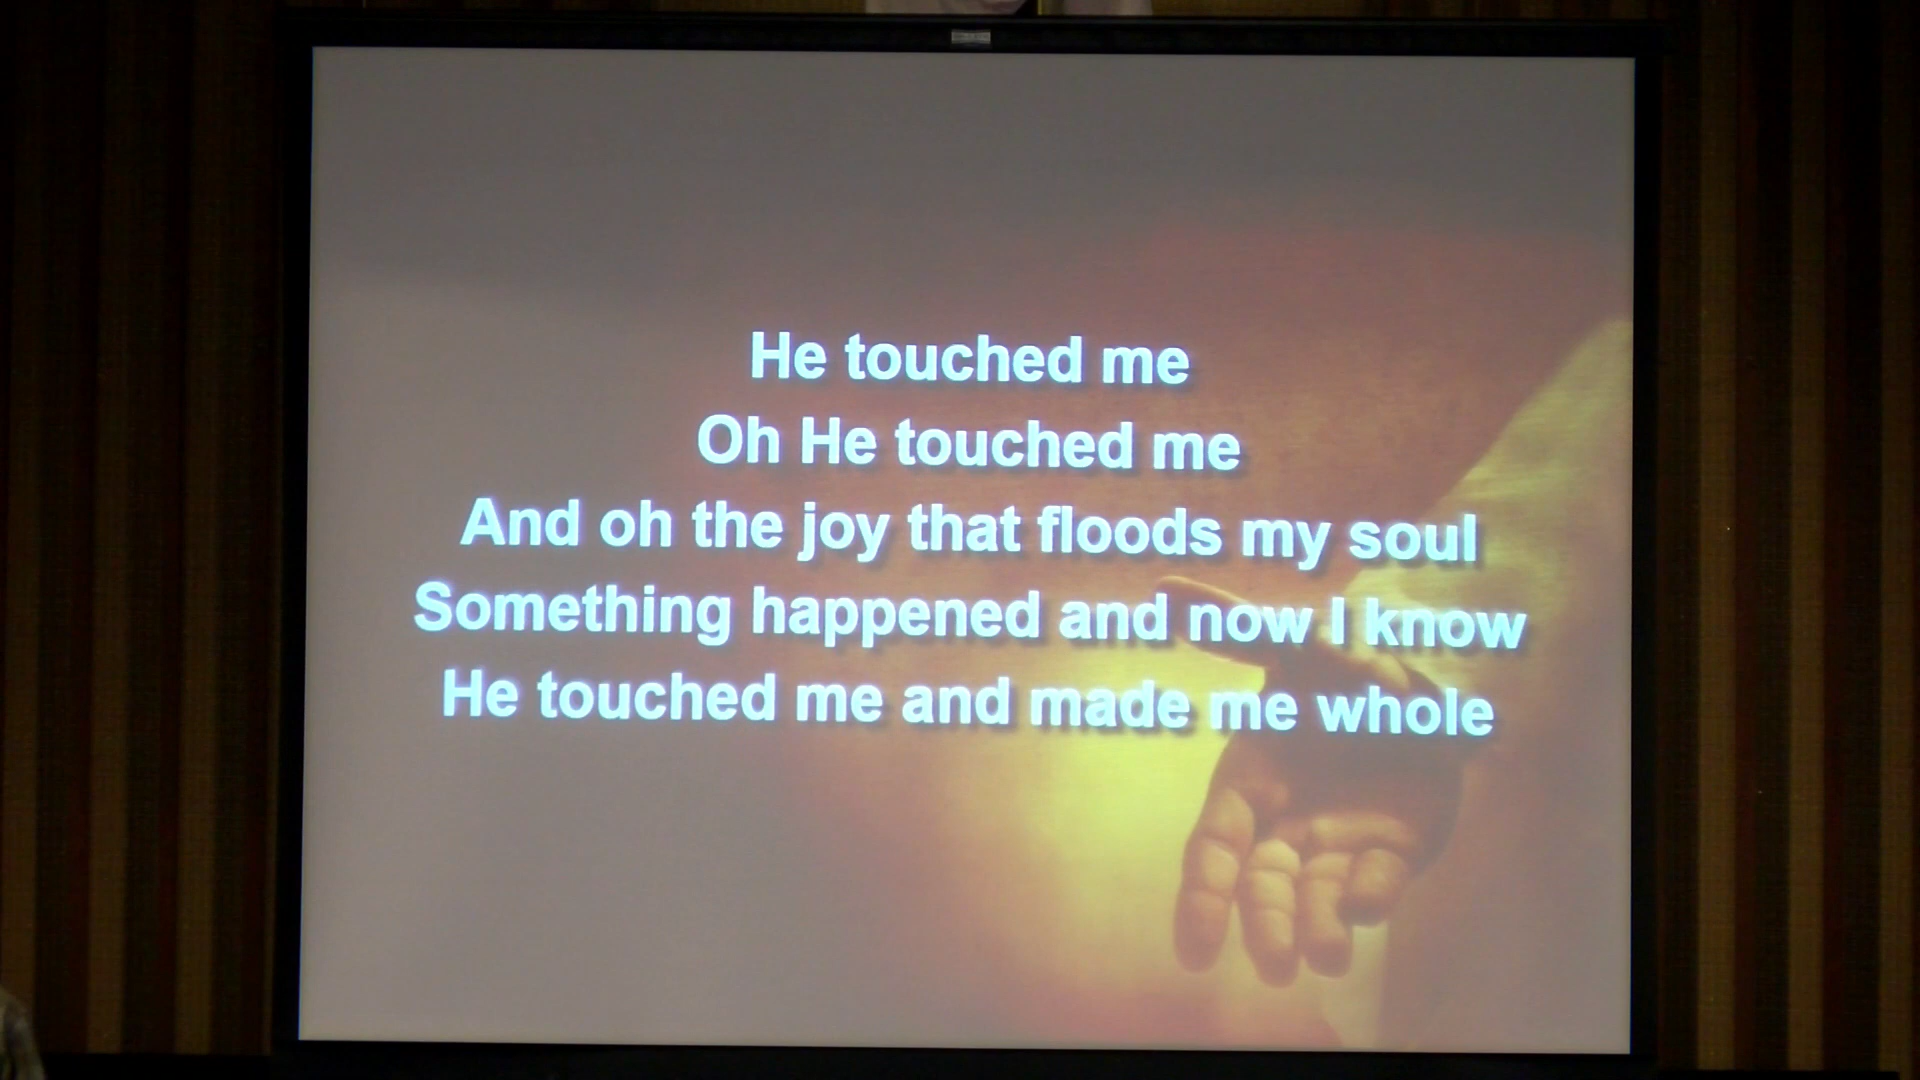 He touched me
Oh He touched me
And oh the joy that floods my soul
Something happened and now I know
He touched me and made me whole